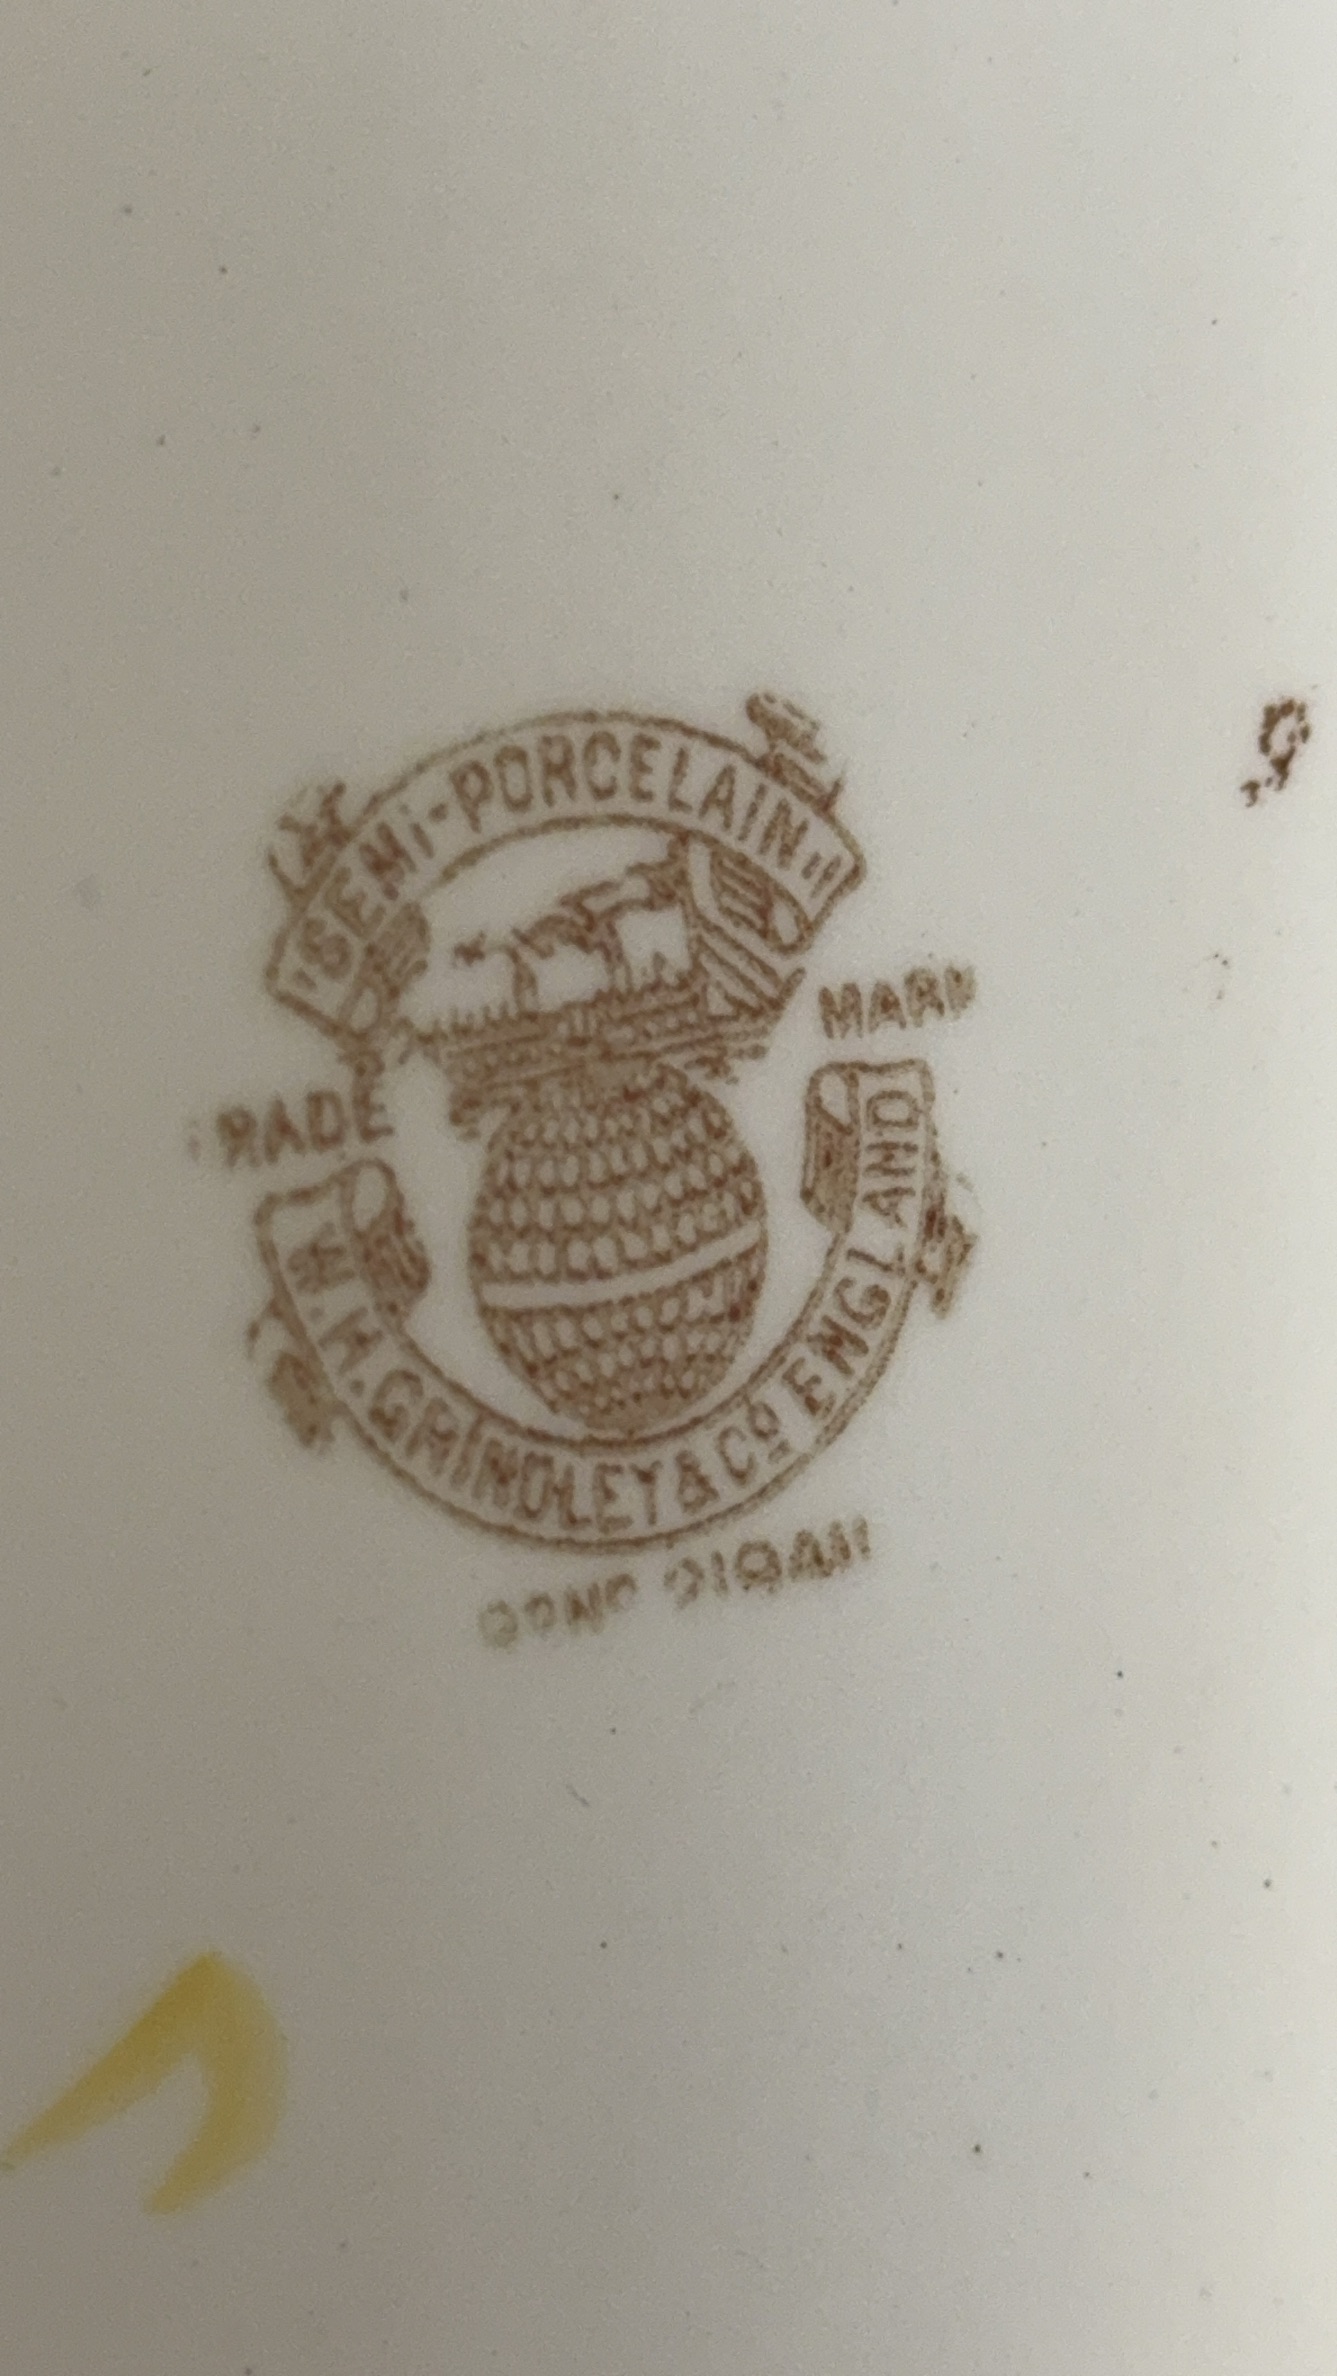 "SEMI-PORCELAIN"
TRADE MARK
W.H. GRINDLEY & Co ENGLAND